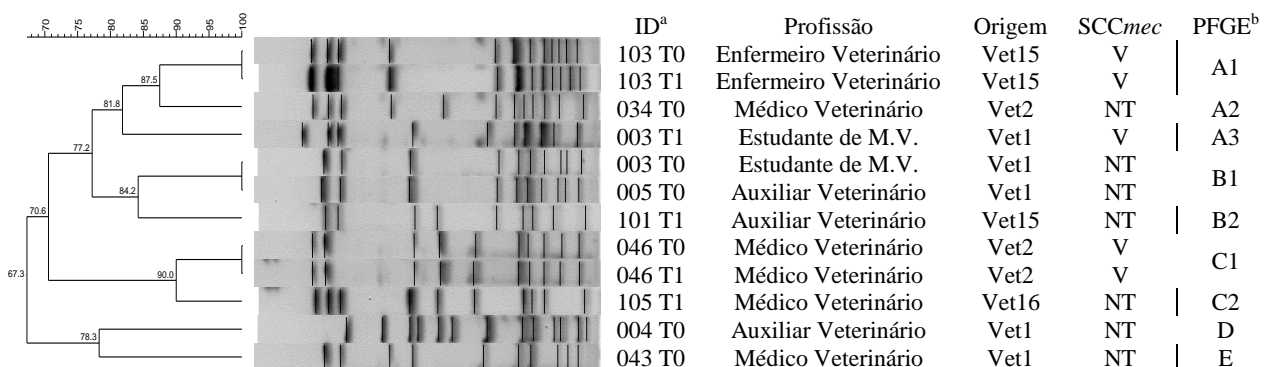 70 75 80 85 90 95 100
IDa Profissão Origem SCCmec PFGEb
103 T0 Enfermeiro Veterinário Vet15 V
A1
103 T1 Enfermeiro Veterinário Vet15 V
034 T0 Médico Veterinário Vet2 NT A2
003 T1 Estudante de M.V. Vet1 V A3
003 T0 Estudante de M.V. Vet1 NT
B1
005 T0 Auxiliar Veterinário Vet1 NT
101 T1 Auxiliar Veterinário Vet15 NT B2
046 T0 Médico Veterinário Vet2 V
C1
046 T1 Médico Veterinário Vet2 V
105 T1 Médico Veterinário Vet16 NT C2
004 T0 Auxiliar Veterinário Vet1 NT D
043 T0 Médico Veterinário Vet1 NT E
87.5
81.8
77.2
84.2
70.6
67.3
90.0
78.3